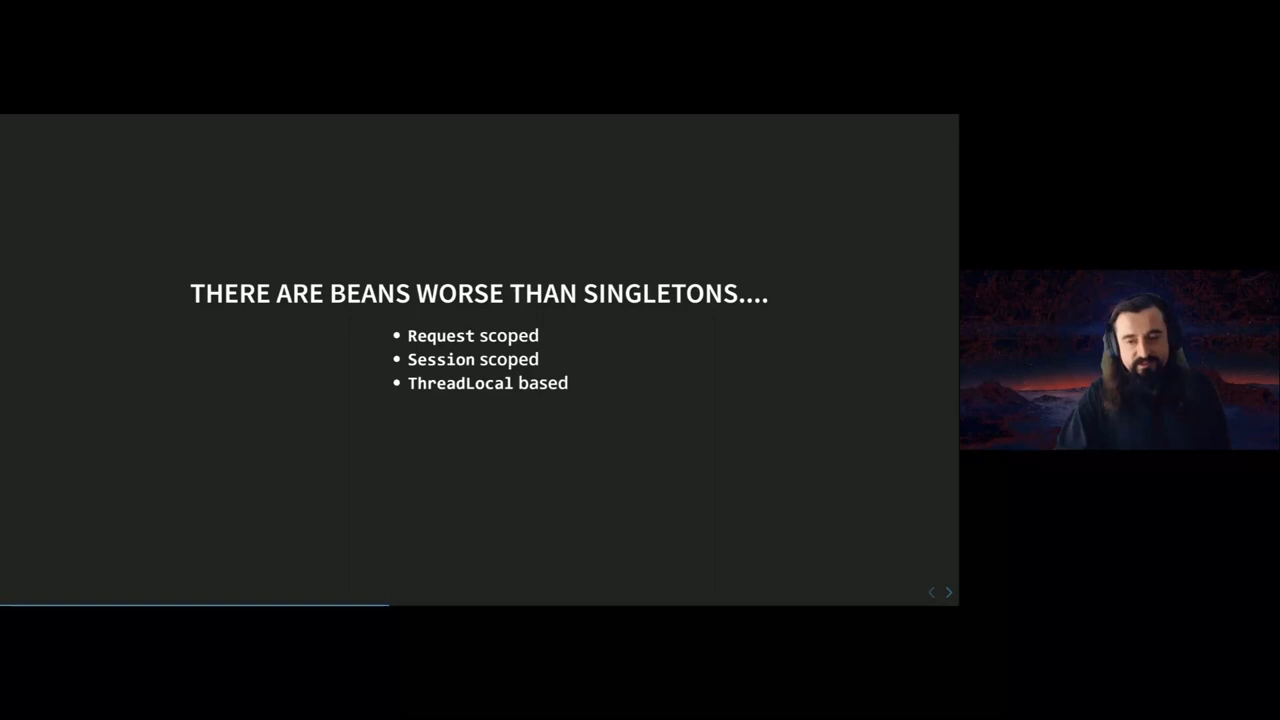 THERE ARE BEANS WORSE THAN SINGLETONS....
• Request scoped
• Session scoped
• ThreadLocal based